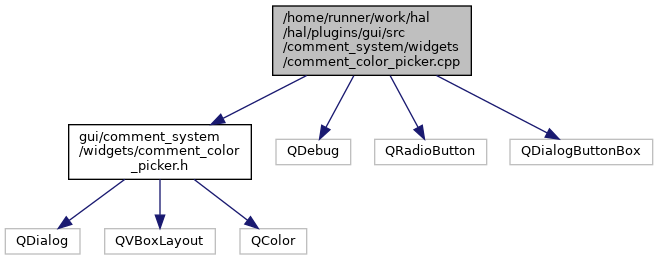 /home/runner/work/hal
/hal/plugins/gui/src
/comment_system/widgets
/comment_color_picker.cpp
gui/comment_system
/widgets/comment_color
_picker.h
QDebug
QRadioButton
QDialogButtonBox
QDialog
QVBoxLayout
QColor